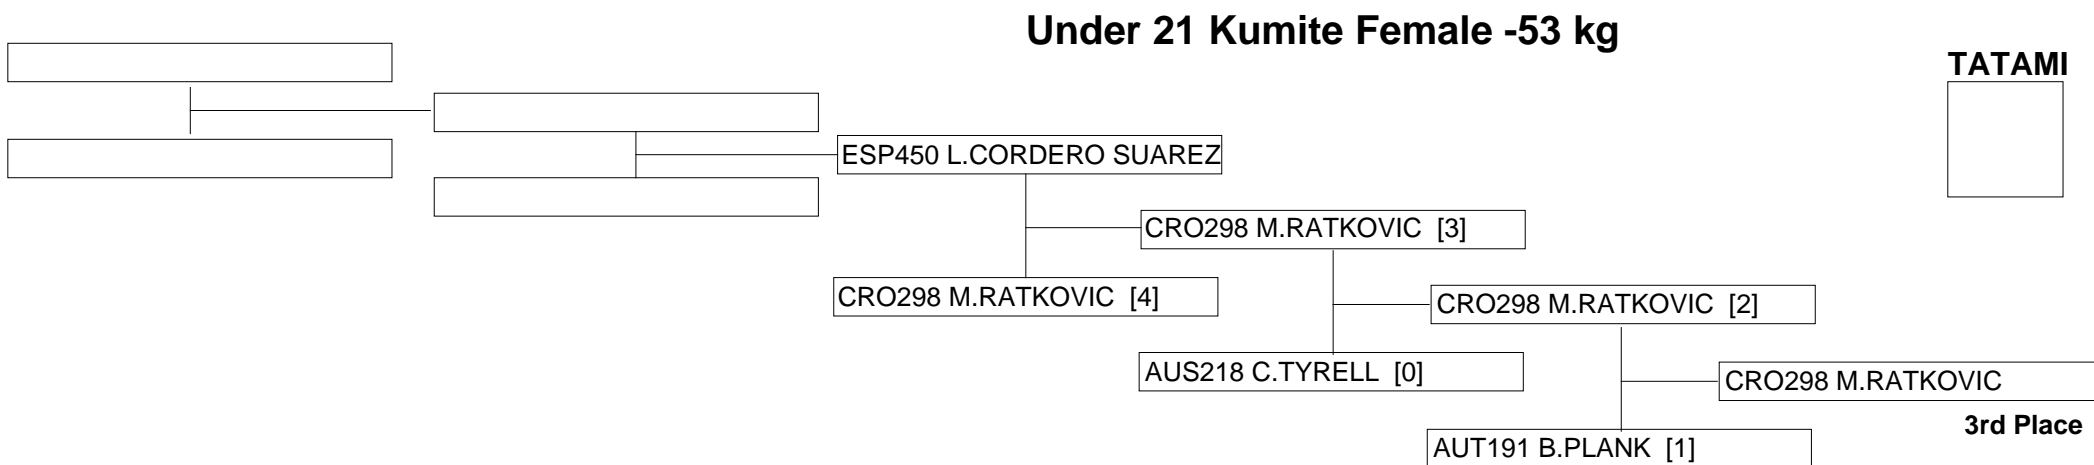 Under 21 Kumite Female -53 kg
TATAMI
ESP450 L.CORDERO SUAREZ
CRO298 M.RATKOVIC [3]
CRO298 M.RATKOVIC [4]
CRO298 M.RATKOVIC [2]
AUS218 C.TYRELL [0]
CRO298 M.RATKOVIC
3rd Place
AUT191 B.PLANK [1]